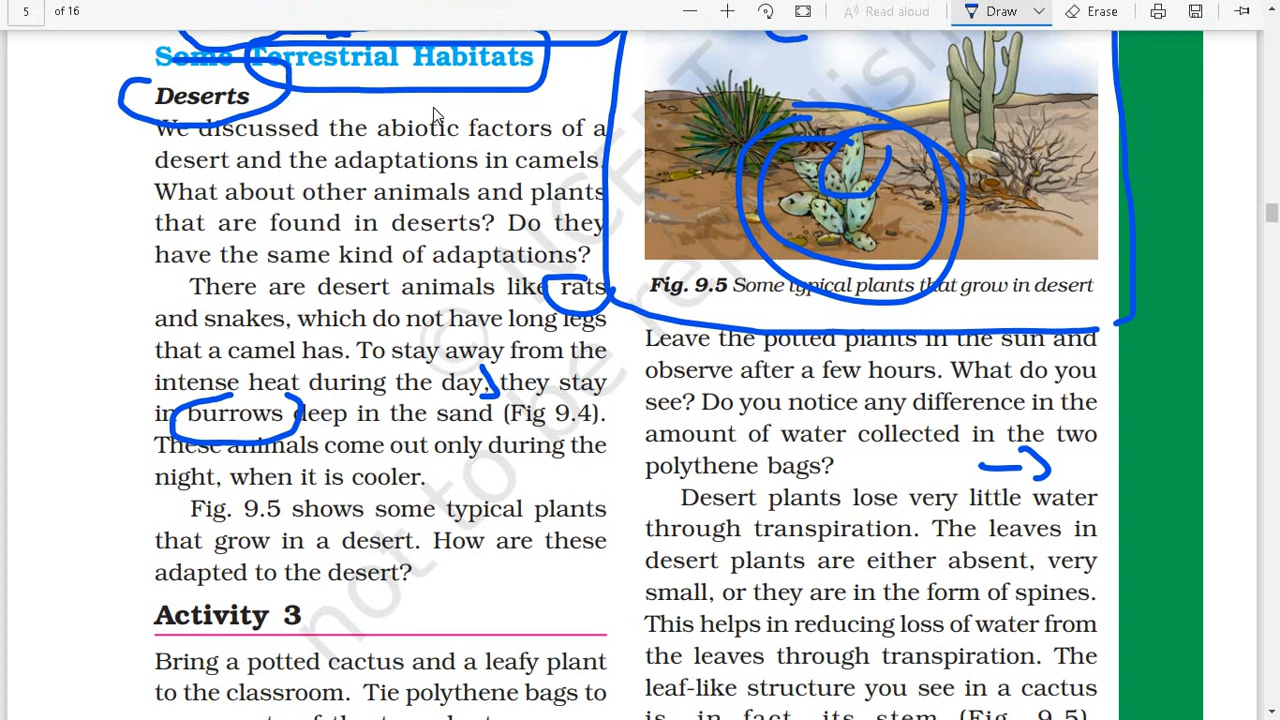 5 of 16
Read aloud
Draw
Erase
Some Terrestrial Habitats
Deserts
We discussed the abiotic factors of a
desert and the adaptations in camels.
What about other animals and plants
that are found in deserts? Do they
have the same kind of adaptations?
There are desert animals like rats
and snakes, which do not have long legs
that a camel has. To stay away from the
intense heat during the day, they stay
in burrows deep in the sand (Fig 9.4).
These animals come out only during the
night, when it is cooler.
Fig. 9.5 shows some typical plants
that grow in a desert. How are these
adapted to the desert?
Activity 3
Bring a potted cactus and a leafy plant
to the classroom. Tie polythene bags to
Fig. 9.5 Some typical plants that grow in desert
Leave the potted plants in the sun and
observe after a few hours. What do you
see? Do you notice any difference in the
amount of water collected in the two
polythene bags?
Desert plants lose very little water
through transpiration. The leaves in
desert plants are either absent, very
small, or they are in the form of spines.
This helps in reducing loss of water from
the leaves through transpiration. The
leaf-like structure you see in a cactus
is, in fact, its stem (Fig. 9.5).
© NCERT
not to be republished